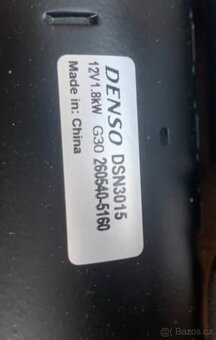 DENSO DSN3015
12V1.8kW G30 260540-5160
Made in: China
bazos.cz